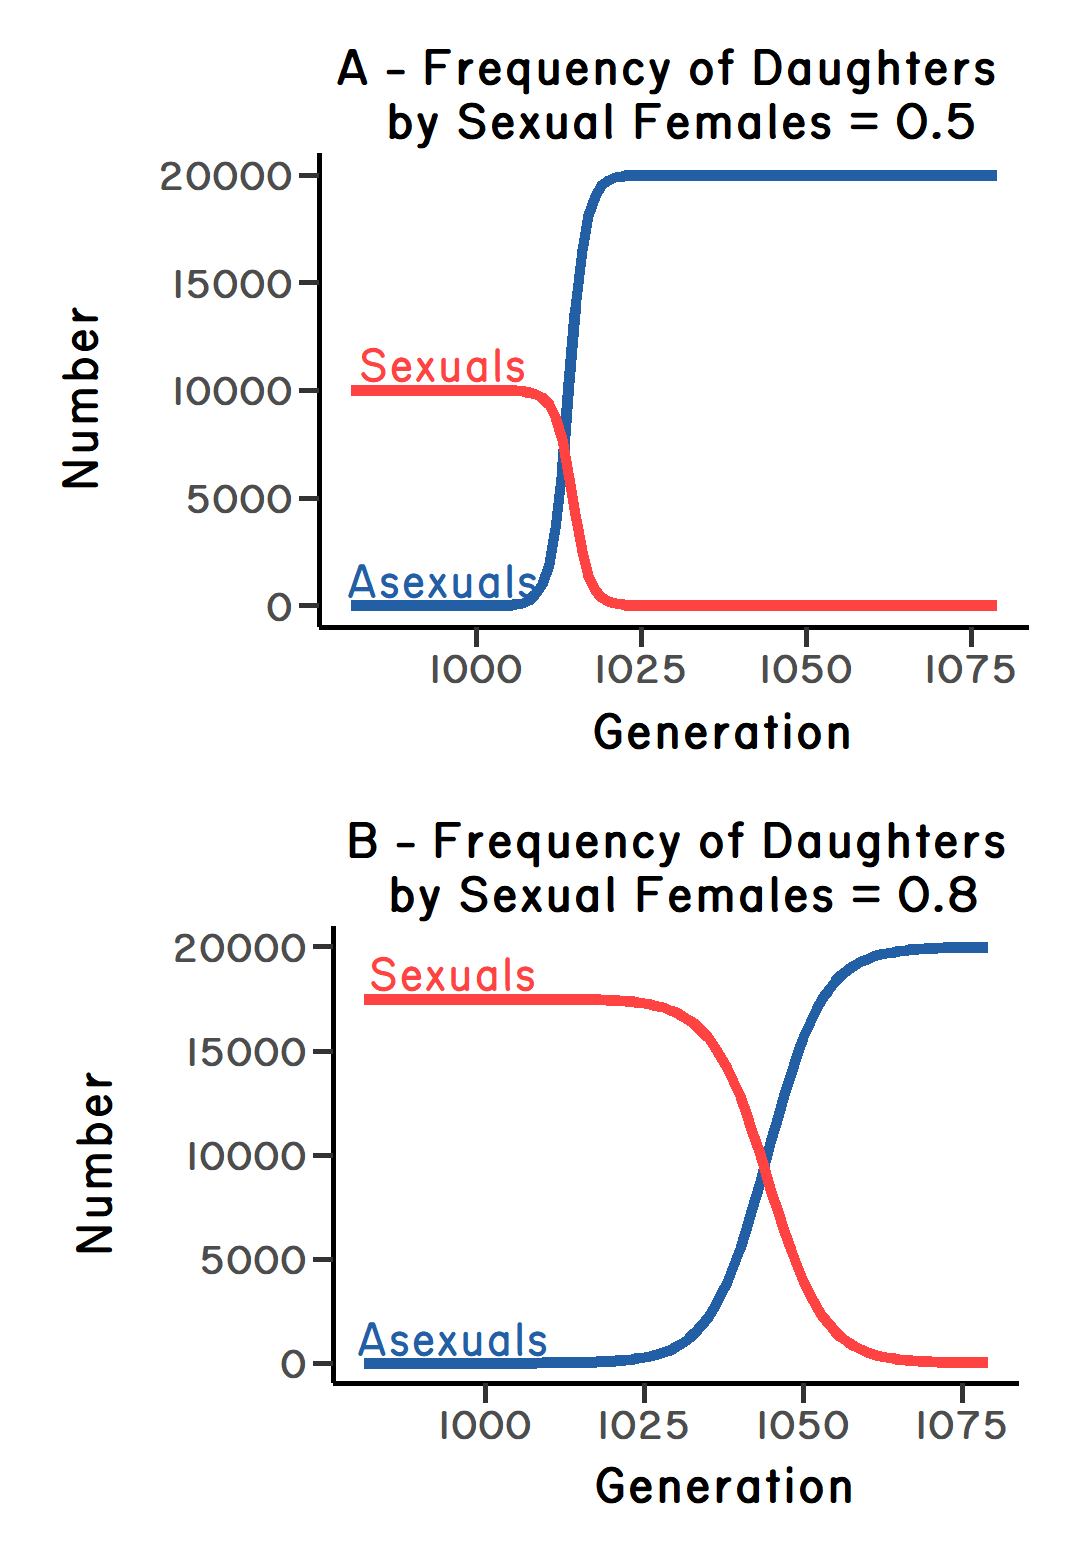 A - Frequency of Daughters
by Sexual Females = 0.5
20000
15000
10000
5000
0
Number
Sexuals
Asexuals
1000 1025 1050 1075
Generation
B - Frequency of Daughters
by Sexual Females = 0.8
20000
15000
10000
5000
0
Number
Sexuals
Asexuals
1000 1025 1050 1075
Generation